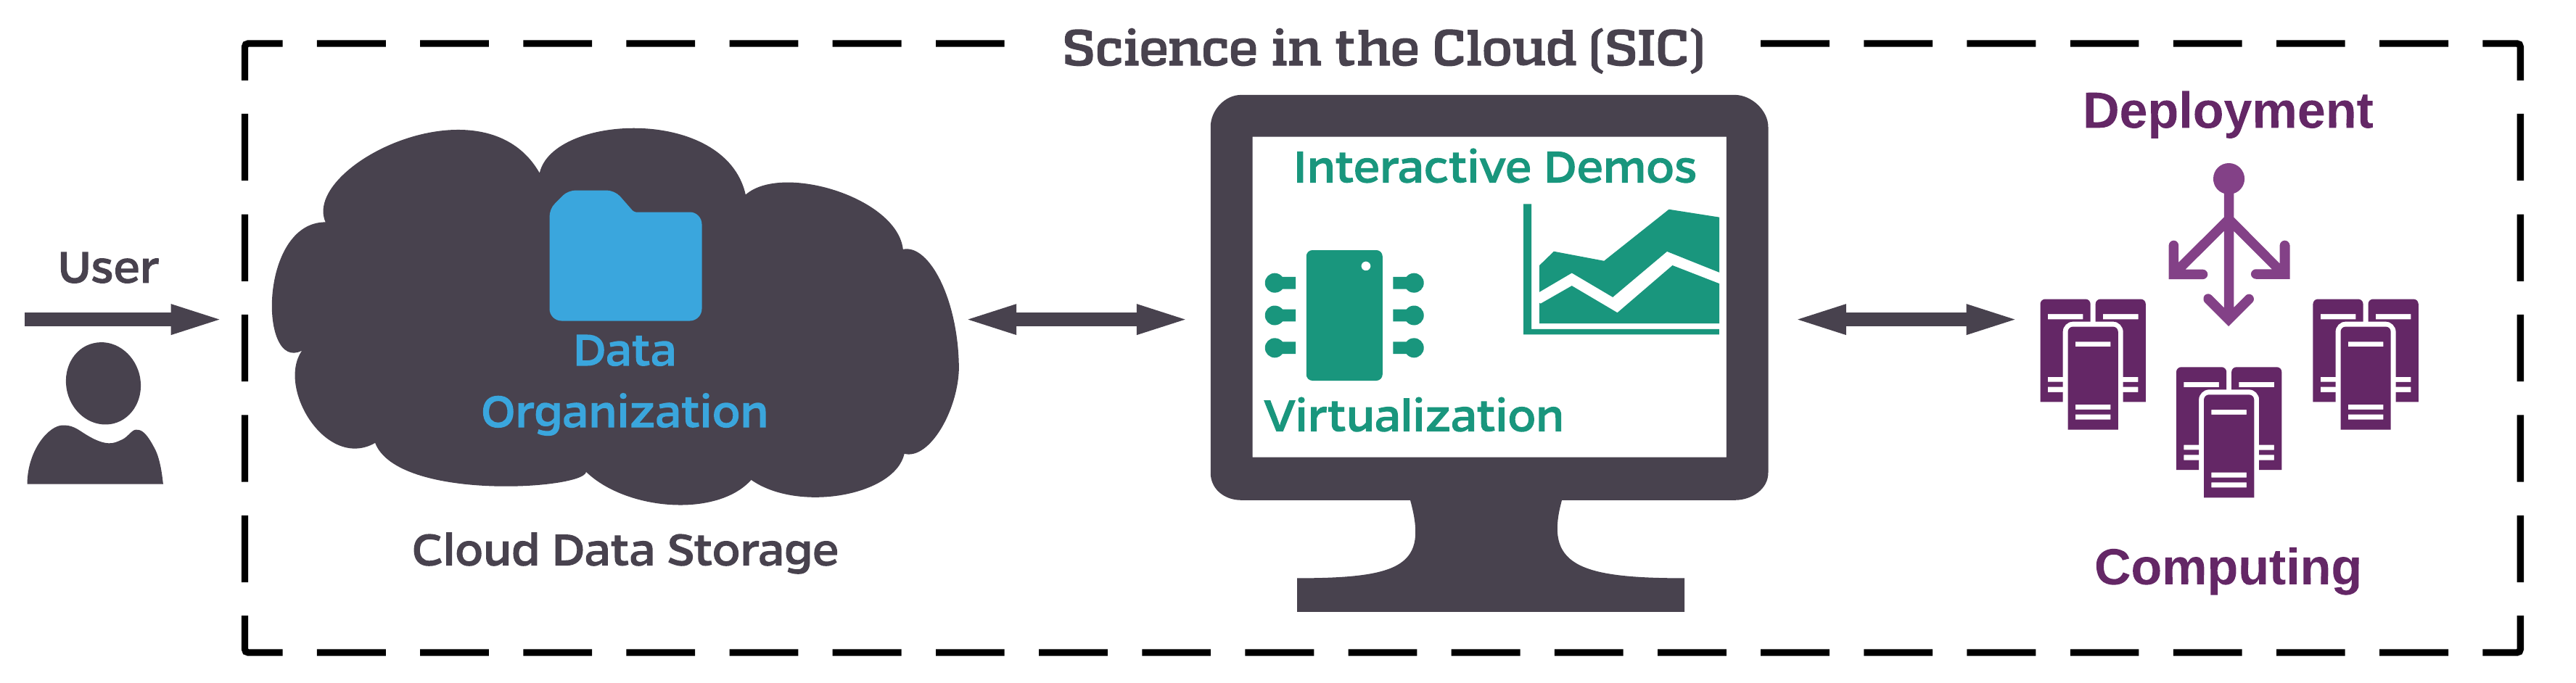 Science in the Cloud (SIC)
User
Data
Organization
Cloud Data Storage
Interactive Demos
Virtualization
Deployment
Computing